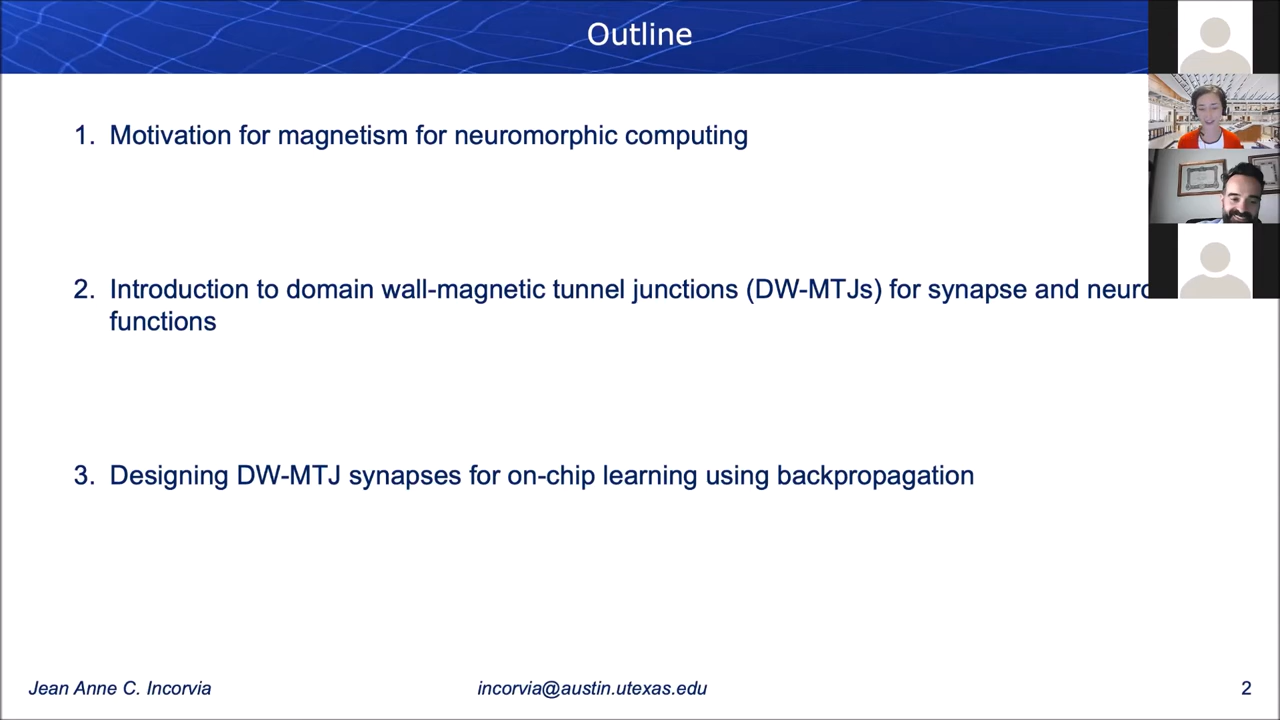 Outline
1. Motivation for magnetism for neuromorphic computing
2. Introduction to domain wall-magnetic tunnel junctions (DW-MTJs) for synapse and
functions
3. Designing DW-MTJ synapses for on-chip learning using backpropagation
Jean Anne C. Incorvia
incorvia@austin.utexas.edu
2